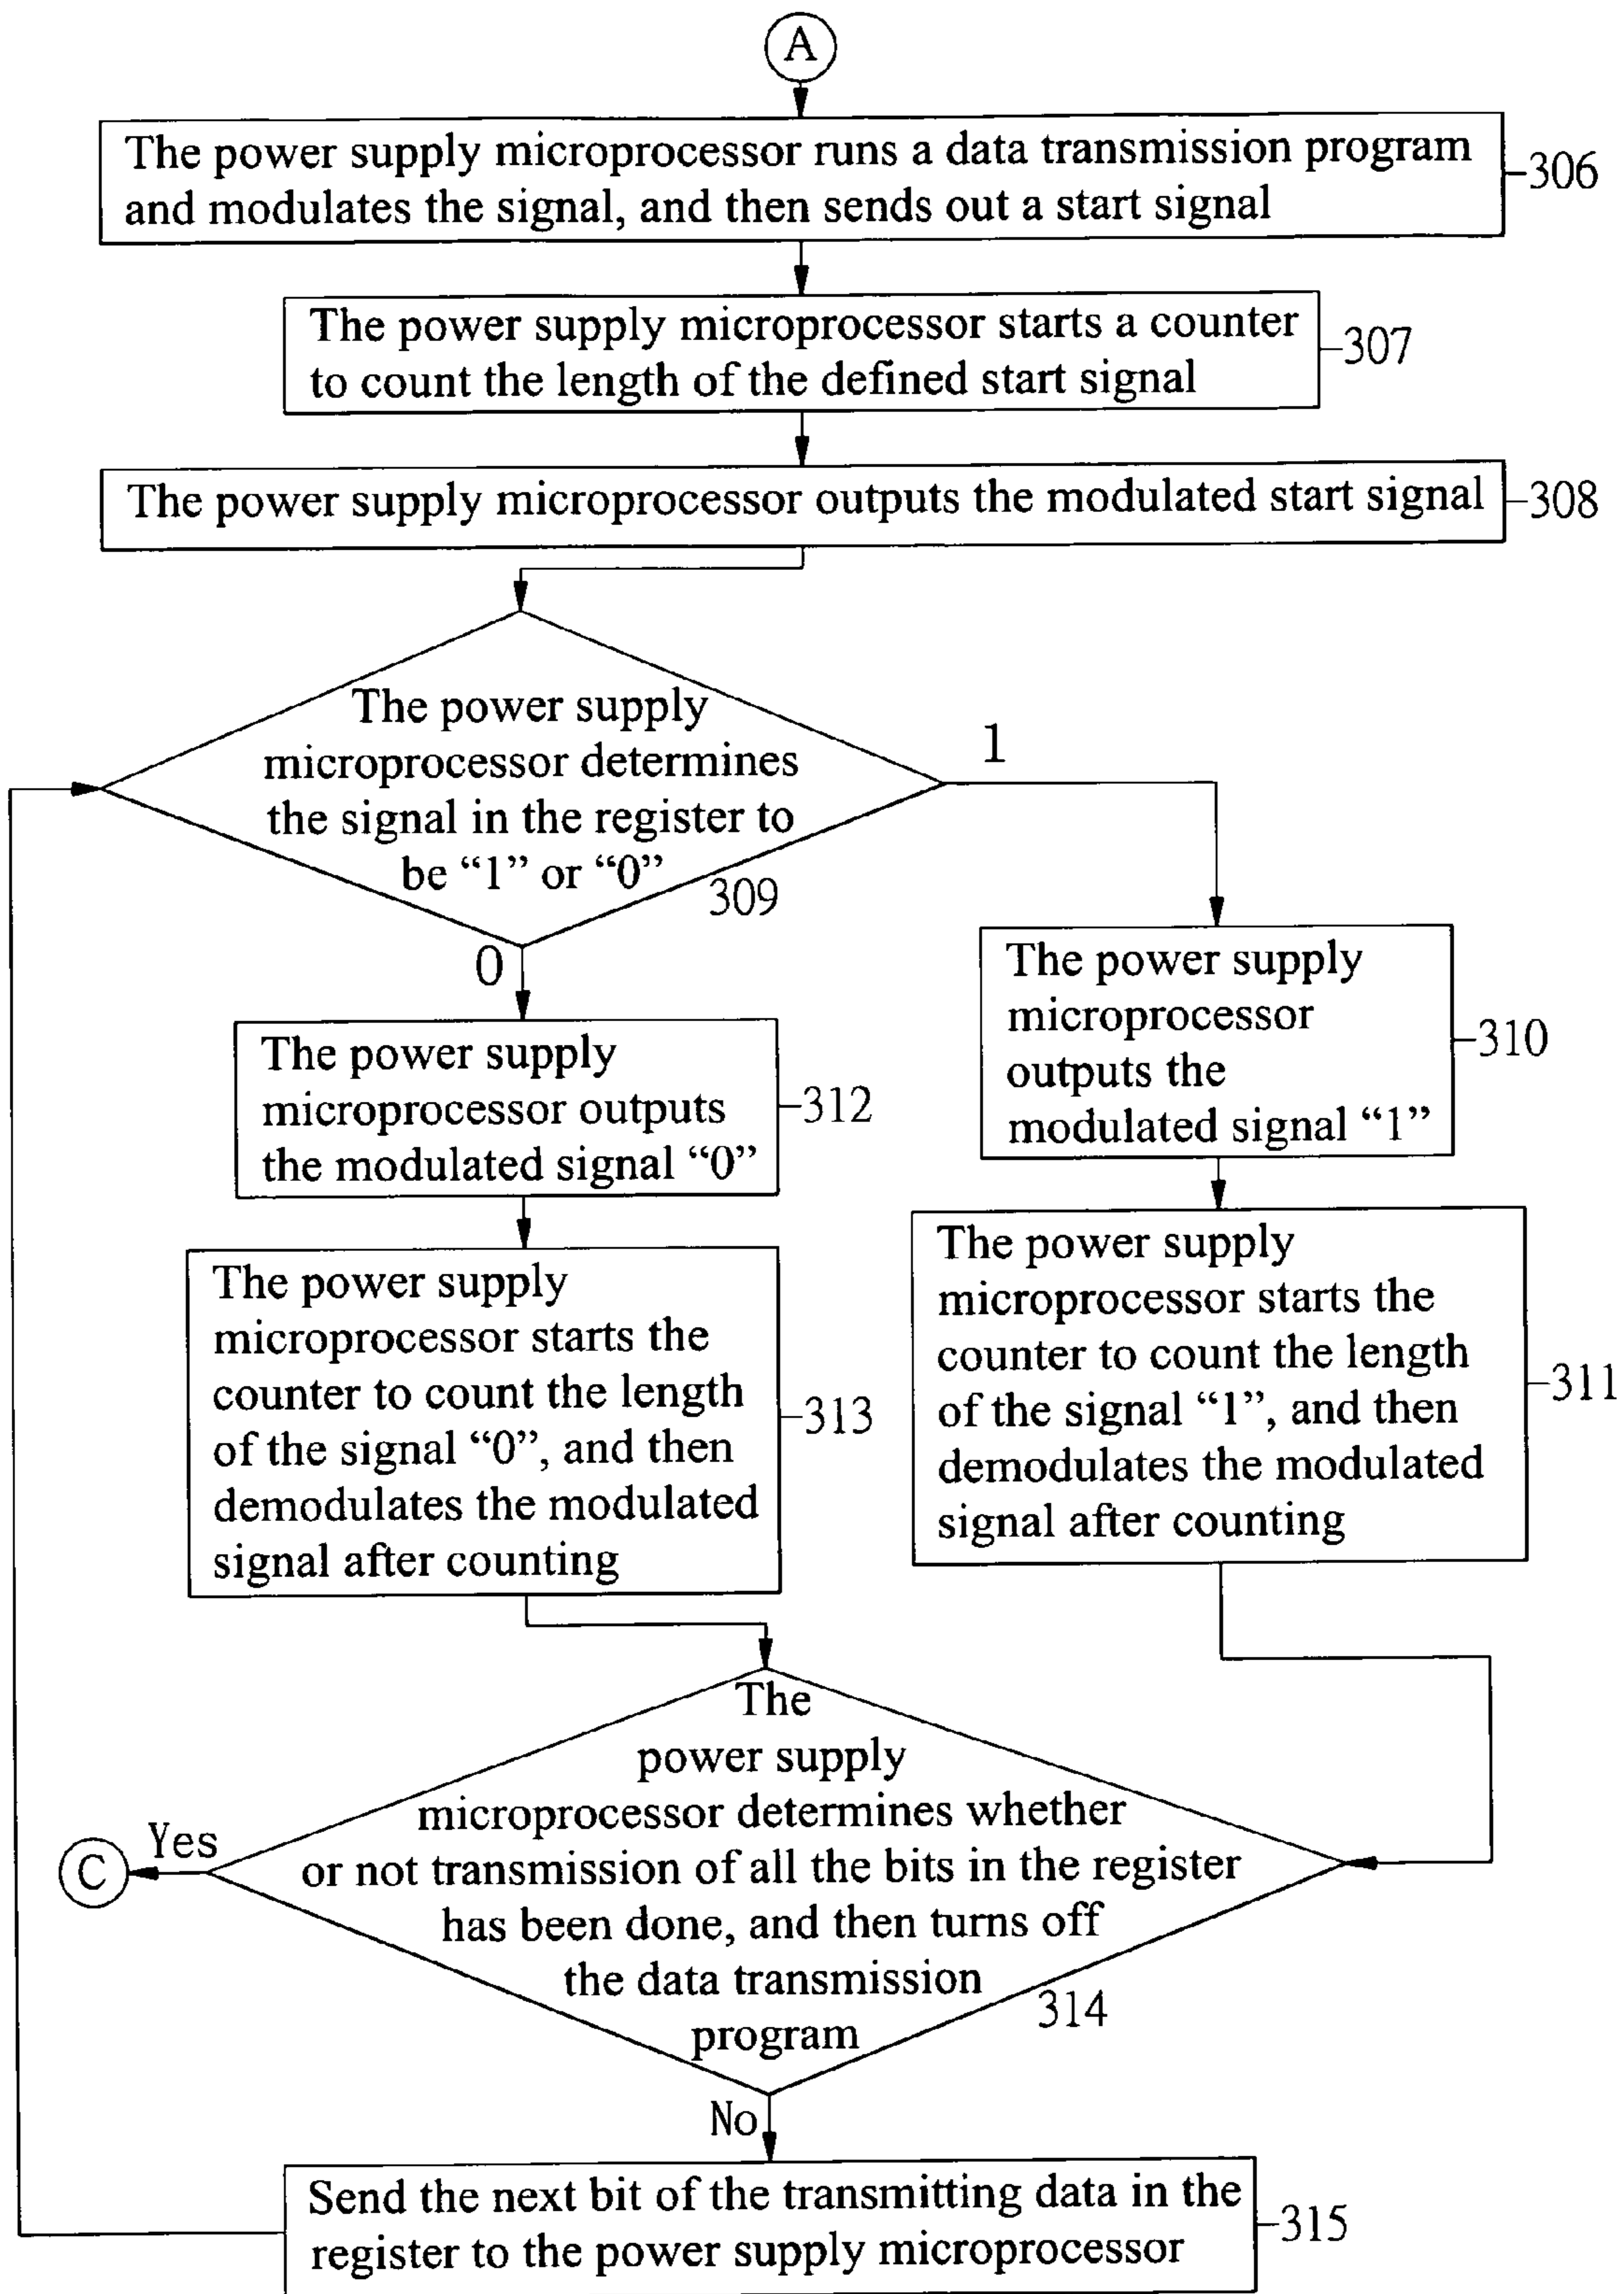 A
The power supply microprocessor runs a data transmission program
and modulates the signal, and then sends out a start signal
306
The power supply microprocessor starts a counter
to count the length of the defined start signal
307
The power supply microprocessor outputs the modulated start signal
308
The power supply
microprocessor determines
the signal in the register to
be “1” or “0”
309
1
0
The power supply
microprocessor
outputs the
modulated signal “1”
310
The power supply
microprocessor outputs
the modulated signal “0”
312
The power supply
microprocessor starts the
counter to count the length
of the signal “1”, and then
demodulates the modulated
signal after counting
311
The power supply
microprocessor starts the
counter to count the length
of the signal “0”, and then
demodulates the modulated
signal after counting
313
The
power supply
microprocessor determines whether
or not transmission of all the bits in the register
has been done, and then turns off
the data transmission
program
314
Yes
C
No
Send the next bit of the transmitting data in the
register to the power supply microprocessor
315